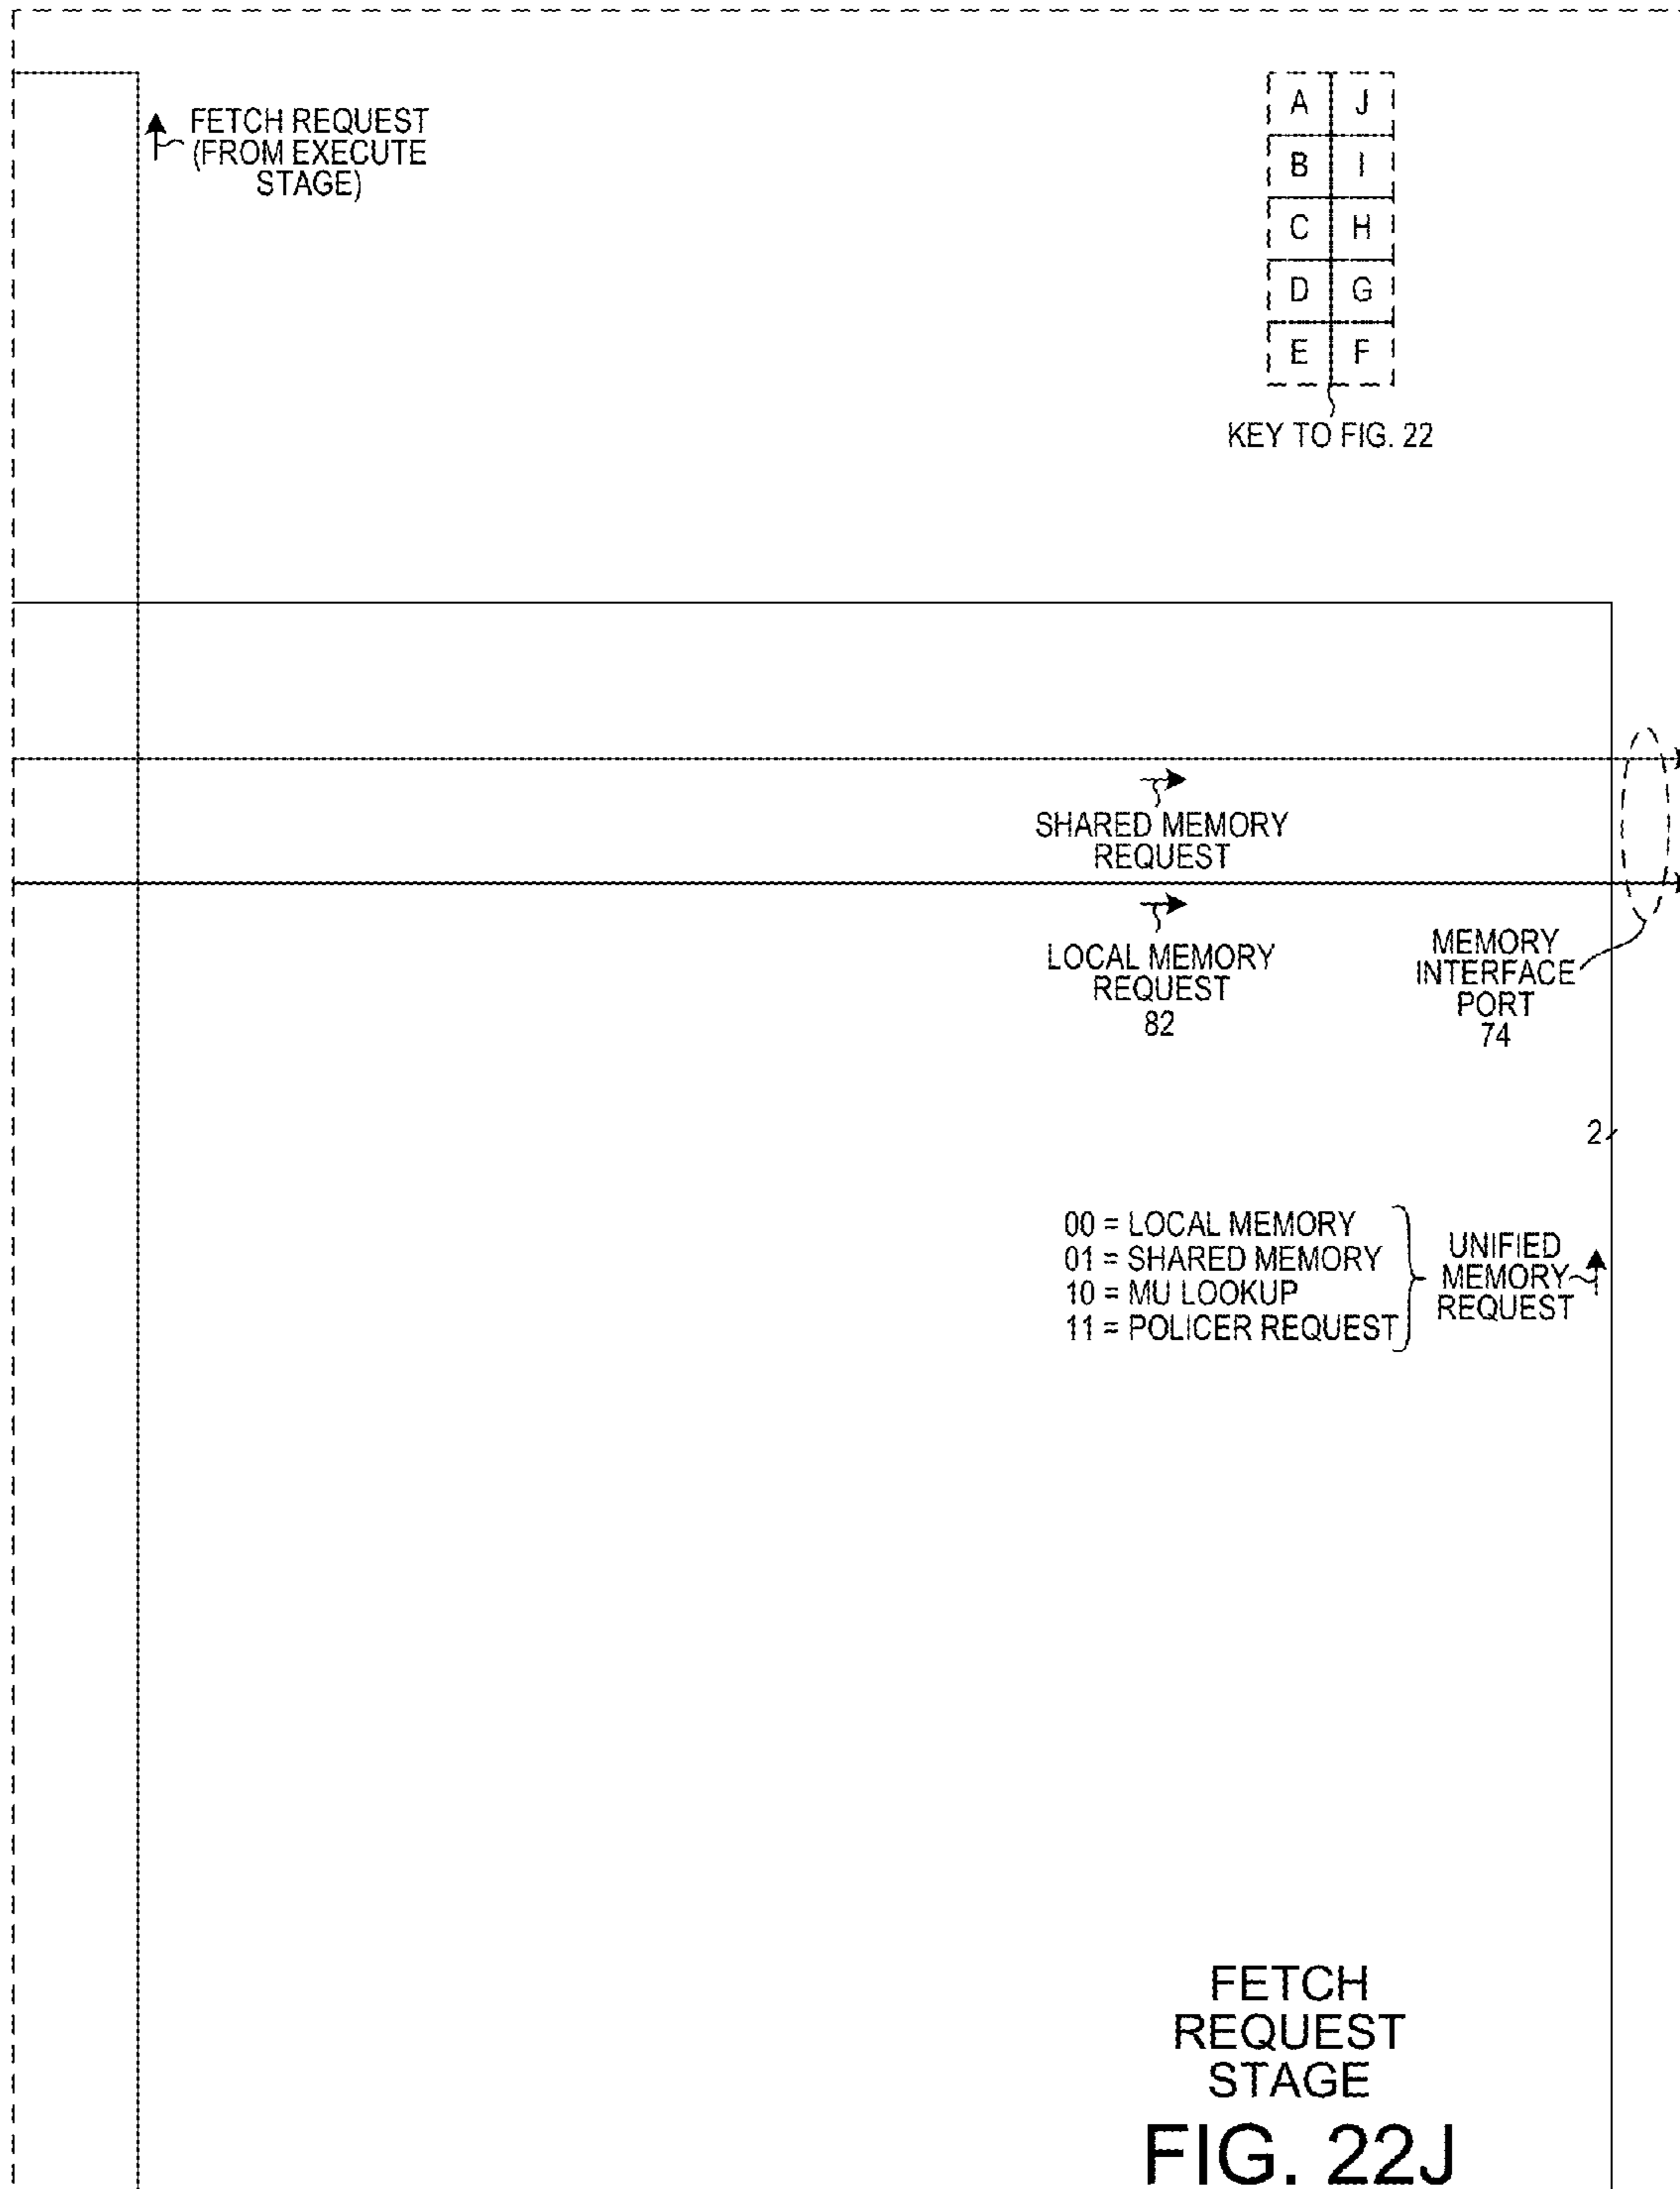 FETCH REQUEST
(FROM EXECUTE
STAGE)
A J
B I
C H
D G
E F
KEY TO FIG. 22
SHARED MEMORY
REQUEST
LOCAL MEMORY
REQUEST
82
MEMORY
INTERFACE
PORT
74
2
00 = LOCAL MEMORY
01 = SHARED MEMORY
10 = MU LOOKUP
11 = POLICER REQUEST
UNIFIED
MEMORY
REQUEST
FETCH
REQUEST
STAGE
FIG. 22J